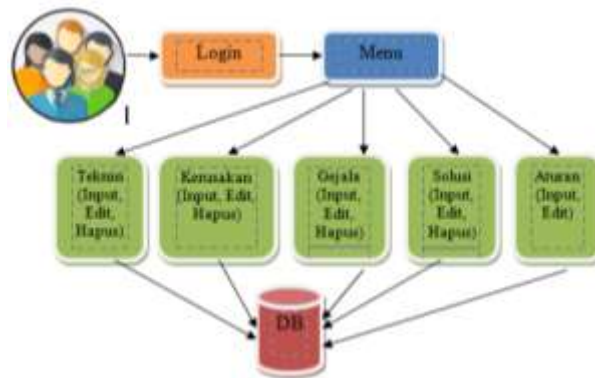 Login
Menu
Teknisi
(Input,
Edit,
Hapus)
Kerusakan
(Input, Edit,
Hapus)
Gejala
(Input,
Edit,
Hapus)
Solusi
(Input,
Edit,
Hapus)
Aturan
(Input,
Edit)
DB